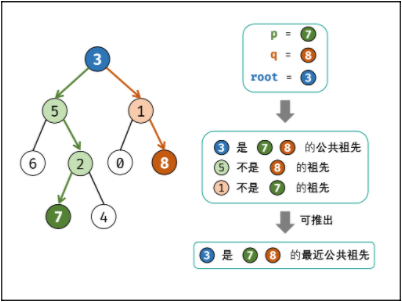 3
5
1
6
2
0
8
7
4
p = 7
q = 8
root = 3
3 是 7 8 的公共祖先
5 不是 8 的祖先
1 不是 7 的祖先
可推出
3 是 7 8 的最近公共祖先